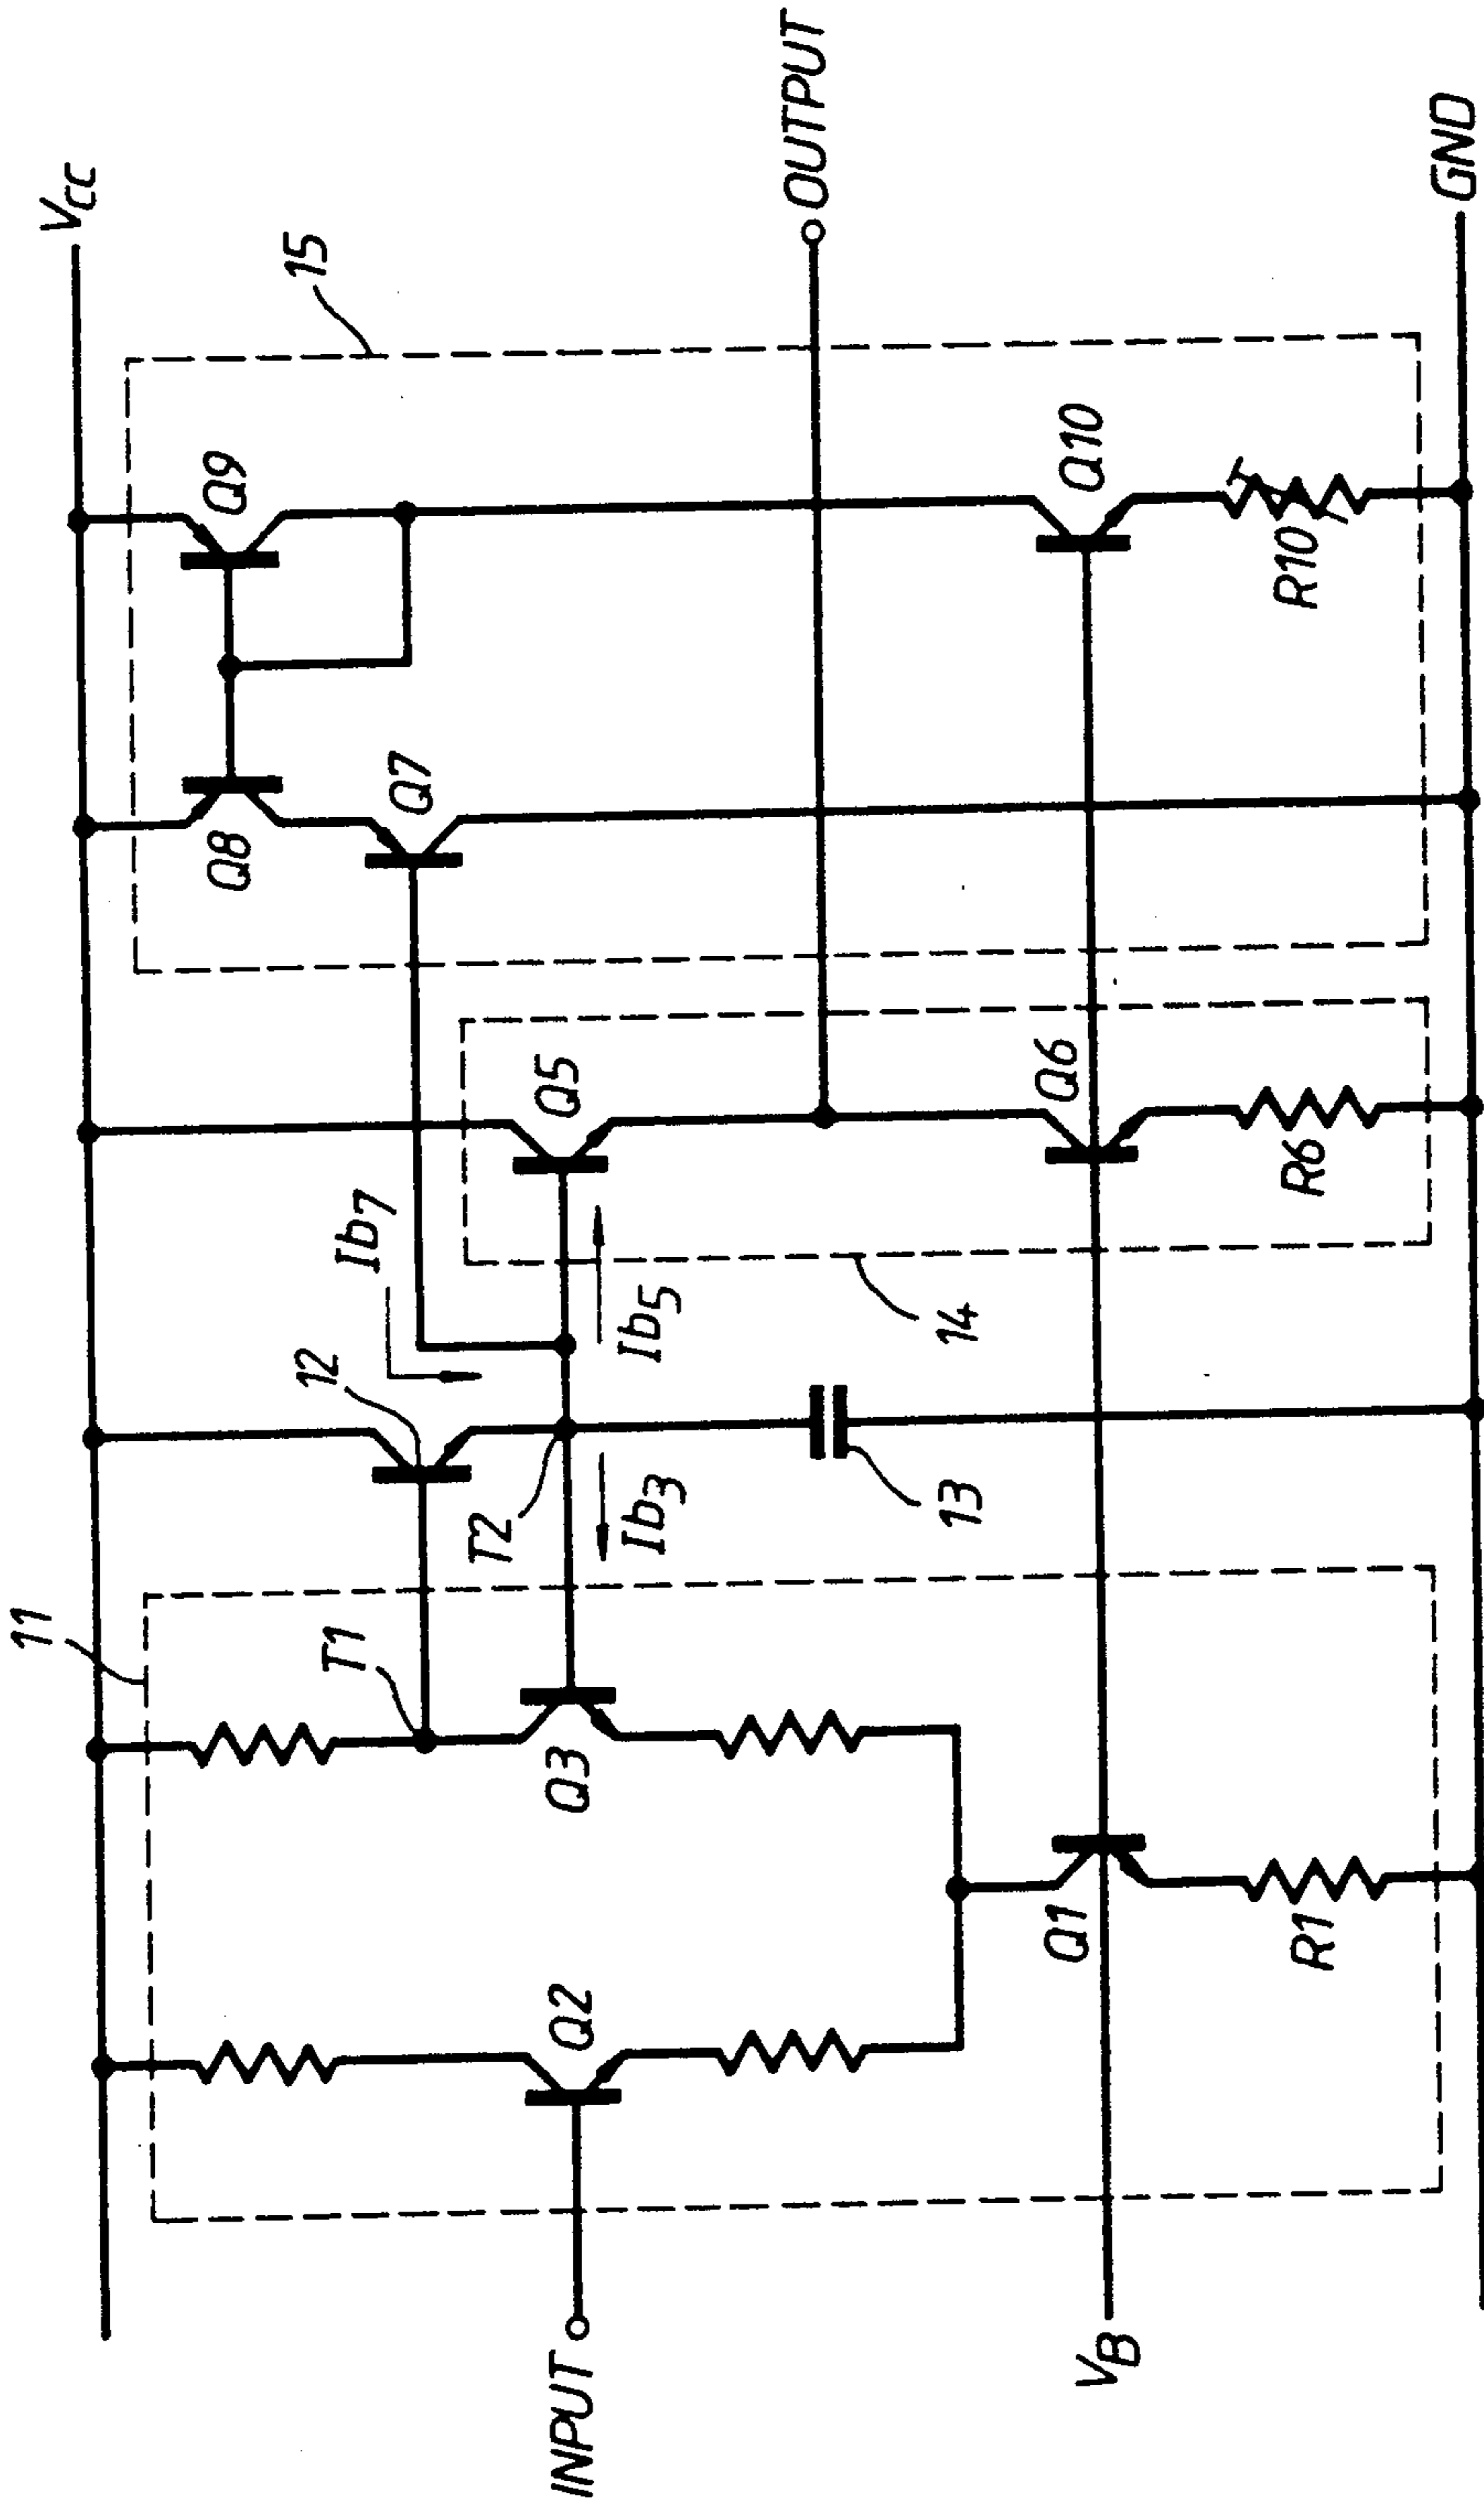 VCC
11
12
15
T1
Ib7
Q8
Q9
Q7
T2
INPUT
Q2
Q3
Ib3
Ib5
Q5
OUTPUT
13
14
VB
Q1
Q6
Q10
R1
R6
R10
GND